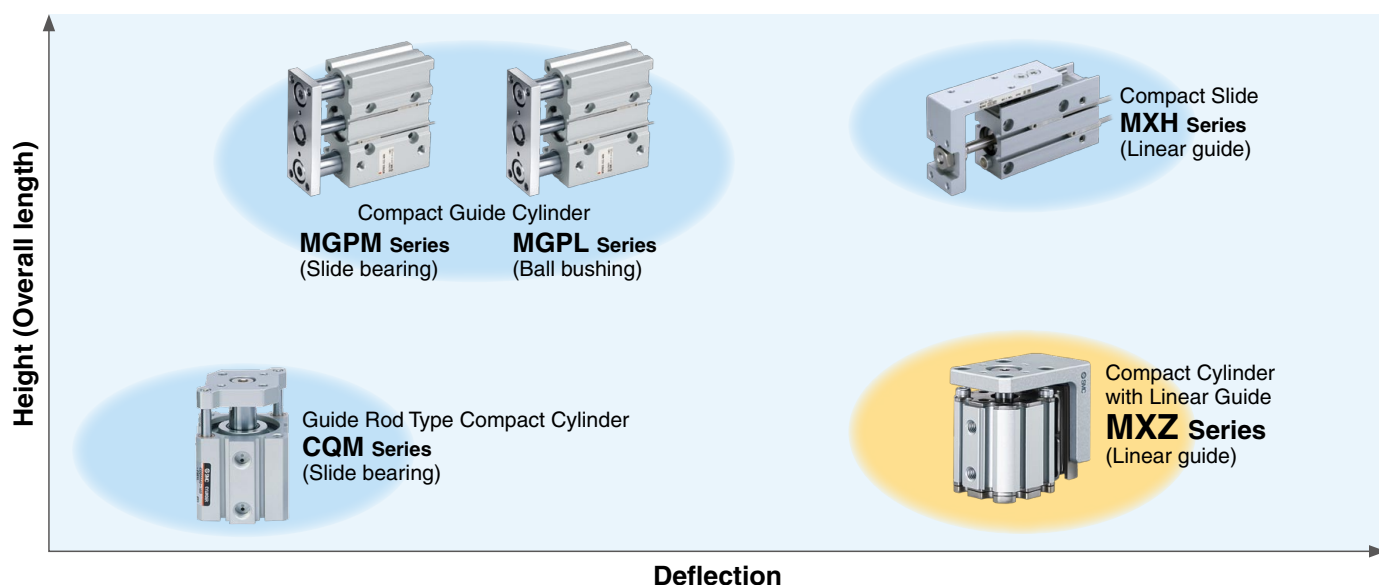 Height (Overall length)
Compact Guide Cylinder
MGPM Series
(Slide bearing)
MGPL Series
(Ball bushing)
Compact Slide
MXH Series
(Linear guide)
Guide Rod Type Compact Cylinder
CQM Series
(Slide bearing)
Compact Cylinder
with Linear Guide
MXZ Series
(Linear guide)
SMC
Deflection